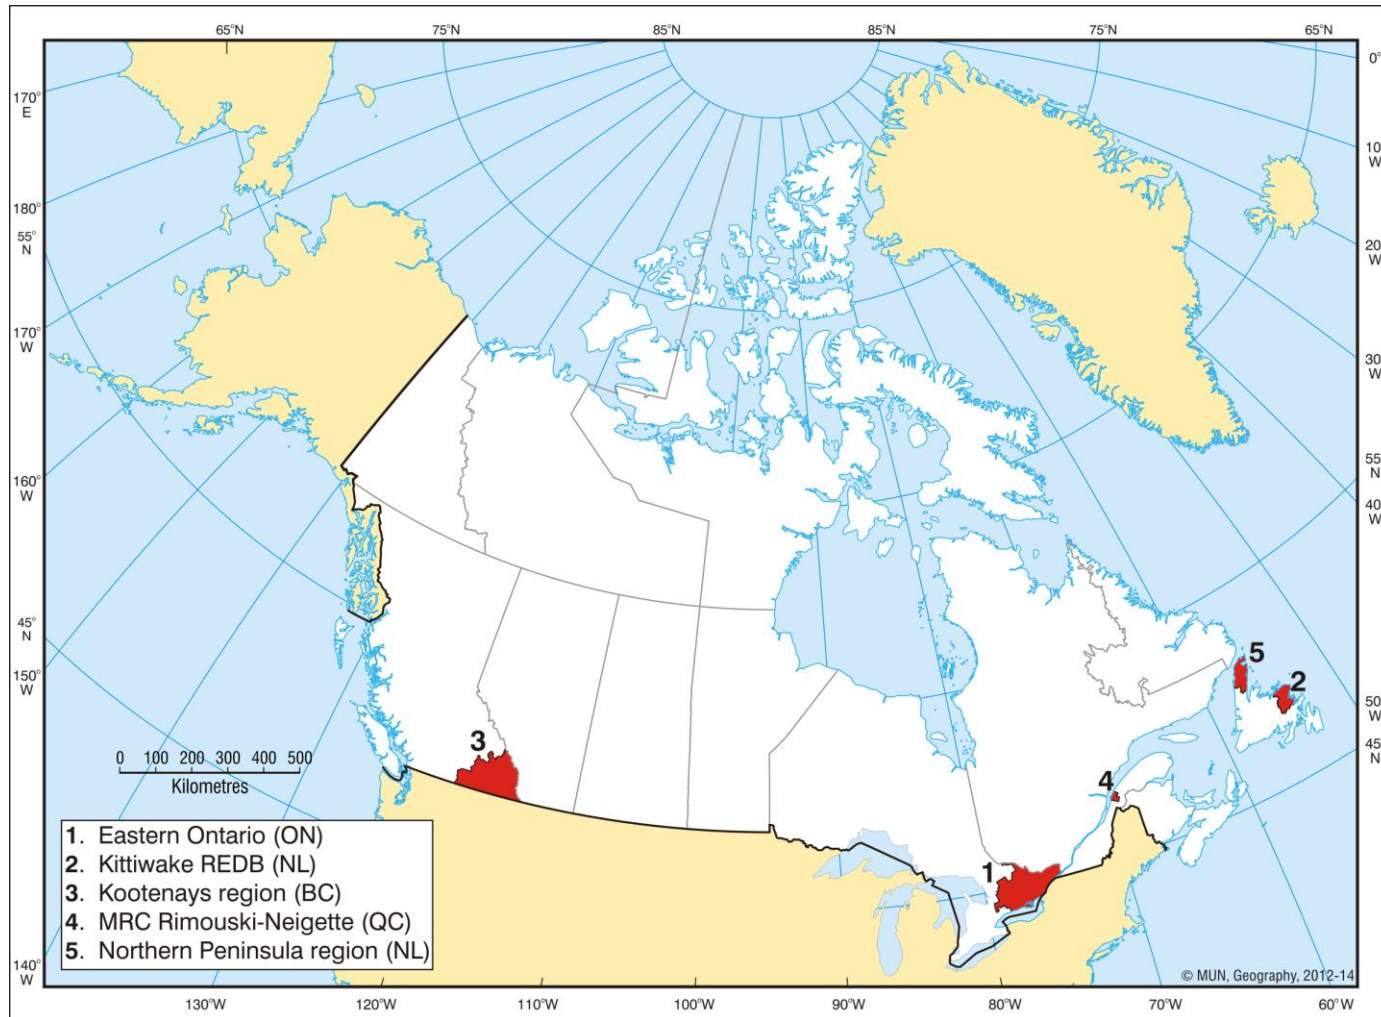 65°N 75°N 85°N 85°N 75°N 65°N
0°
170°
E
10°
W
180°
55°
N
20°
W
170°
W
30°
W
160°
W
55°
N
40°
W
45°
N
150°
W
5
2
50°
W
45°
N
3
4
0 100 200 300 400 500
Kilometres
1
1. Eastern Ontario (ON)
2. Kittiwake REDB (NL)
3. Kootenays region (BC)
4. MRC Rimouski-Neigette (QC)
5. Northern Peninsula region (NL)
140°
W
© MUN, Geography, 2012-14
130°W 120°W 110°W 100°W 90°W 80°W 70°W 60°W